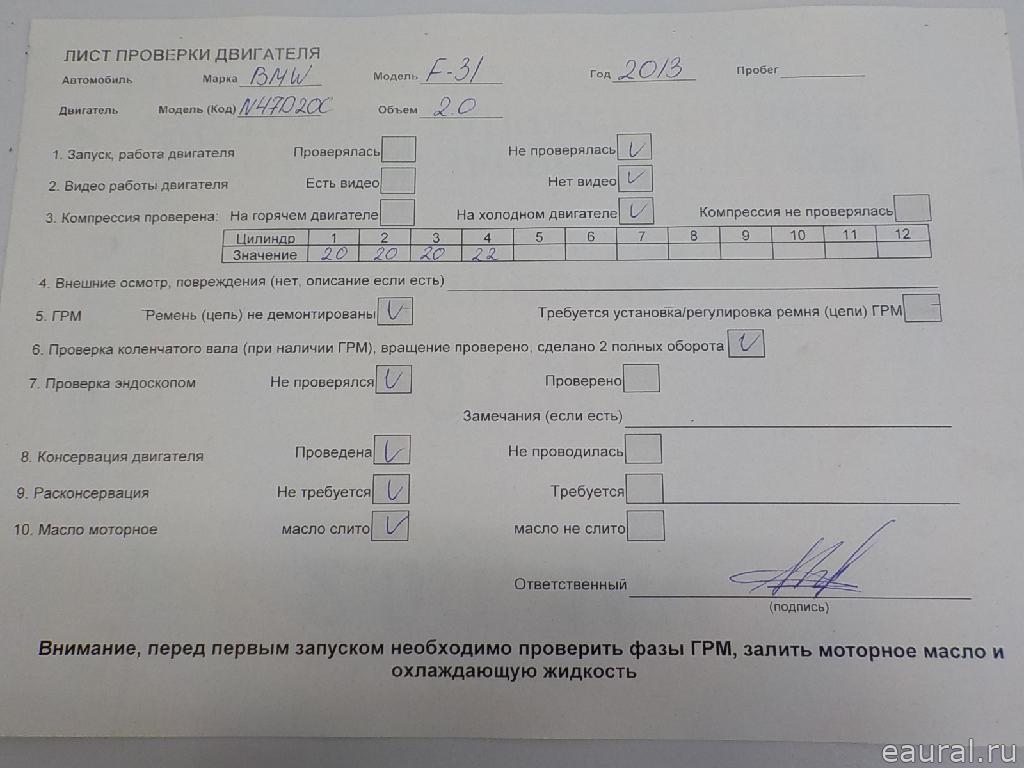 ЛИСТ ПРОВЕРКИ ДВИГАТЕЛЯ
Автомобиль Марка BMW Модель F-31 Год 2013 Пробег
Двигатель Модель (Код) N47D20C Объем 2.0
1. Запуск, работа двигателя Проверялась Не проверялась V
2. Видео работы двигателя Есть видео Нет видео V
3. Компрессия проверена: На горячем двигателе На холодном двигателе V Компрессия не проверялась
Цилиндр 1 2 3 4 5 6 7 8 9 10 11 12
Значение 20 20 20 22
4. Внешние осмотр, повреждения (нет, описание если есть)
5. ГРМ Ремень (цепь) не демонтированы V Требуется установка/регулировка ремня (цепи) ГРМ
6. Проверка коленчатого вала (при наличии ГРМ), вращение проверено, сделано 2 полных оборота V
7. Проверка эндоскопом Не проверялся V Проверено
Замечания (если есть)
8. Консервация двигателя Проведена V Не проводилась
9. Расконсервация Не требуется V Требуется
10. Масло моторное масло слито V масло не слито
Ответственный
(подпись)
Внимание, перед первым запуском необходимо проверить фазы ГРМ, залить моторное масло и
охлаждающую жидкость
eaural.ru